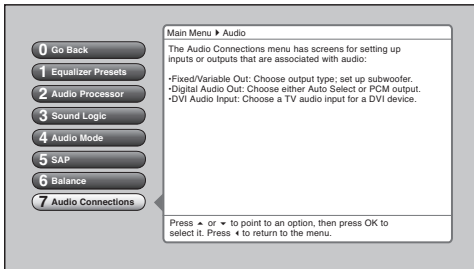 0 Go Back
1 Equalizer Presets
2 Audio Processor
3 Sound Logic
4 Audio Mode
5 SAP
6 Balance
7 Audio Connections
Main Menu ▶ Audio
The Audio Connections menu has screens for setting up
inputs or outputs that are associated with audio:
•Fixed/Variable Out: Choose output type; set up subwoofer.
•Digital Audio Out: Choose either Auto Select or PCM output.
•DVI Audio Input: Choose a TV audio input for a DVI device.
Press ▲ or ▼ to point to an option, then press OK to
select it. Press ◀ to return to the menu.